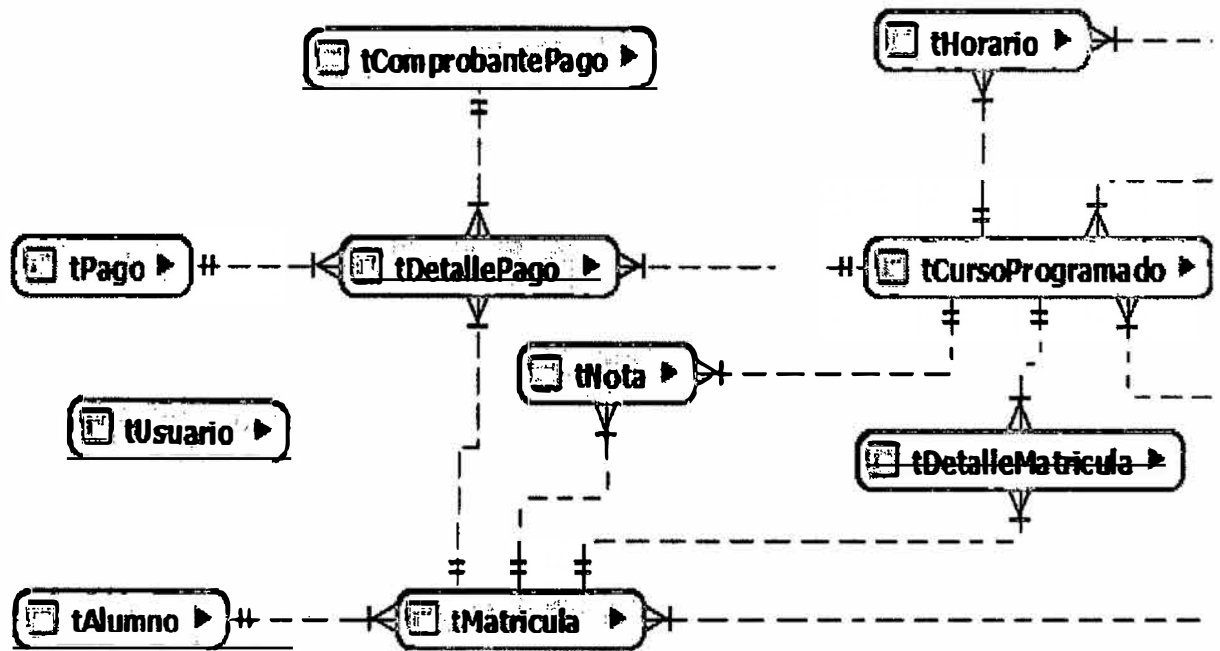 tHorario
tComprobantePago
tPago
tDetallePago
tCursoProgramado
tNota
tUsuario
tDetalleMatricula
tAlumno
tMatricula